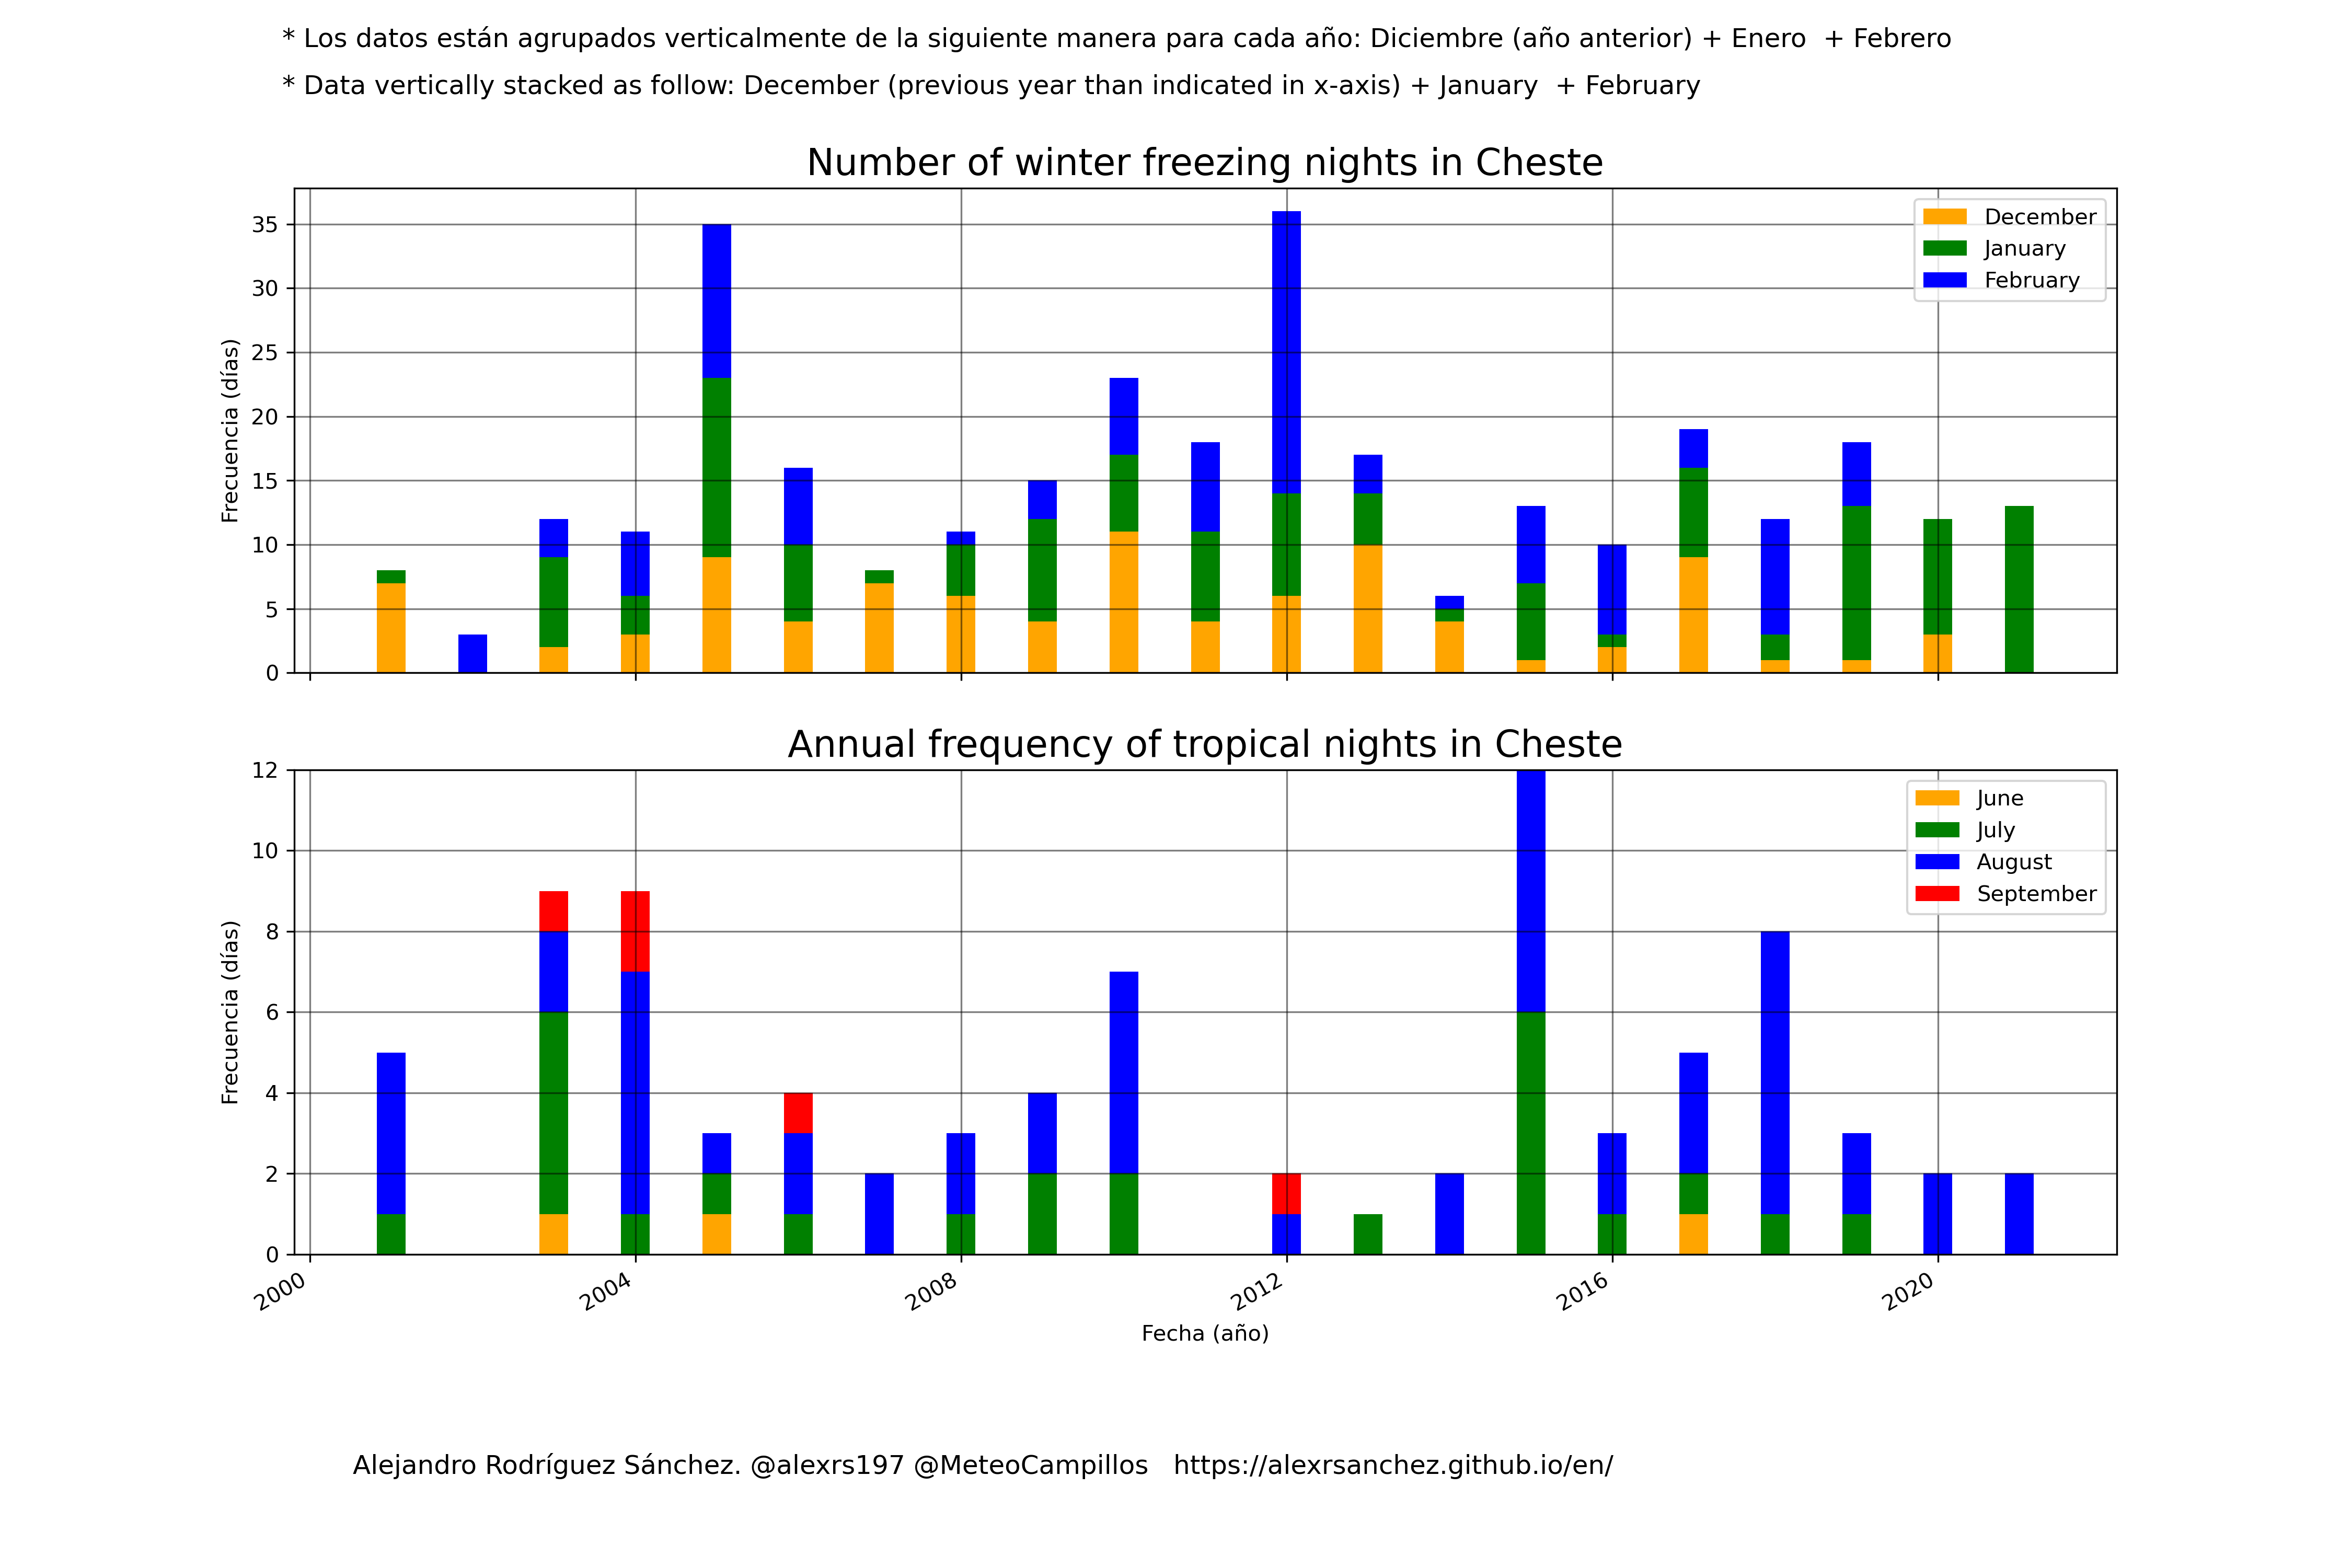 * Los datos están agrupados verticalmente de la siguiente manera para cada año: Diciembre (año anterior) + Enero  + Febrero
* Data vertically stacked as follow: December (previous year than indicated in x-axis) + January  + February
Number of winter freezing nights in Cheste
35
30
25
20
15
10
5
0
Frecuencia (días)
December
January
February
Annual frequency of tropical nights in Cheste
12
10
8
6
4
2
0
Frecuencia (días)
June
July
August
September
2000
2004
2008
2012
2016
2020
Fecha (año)
Alejandro Rodríguez Sánchez. @alexrs197 @MeteoCampillos   https://alexrsanchez.github.io/en/